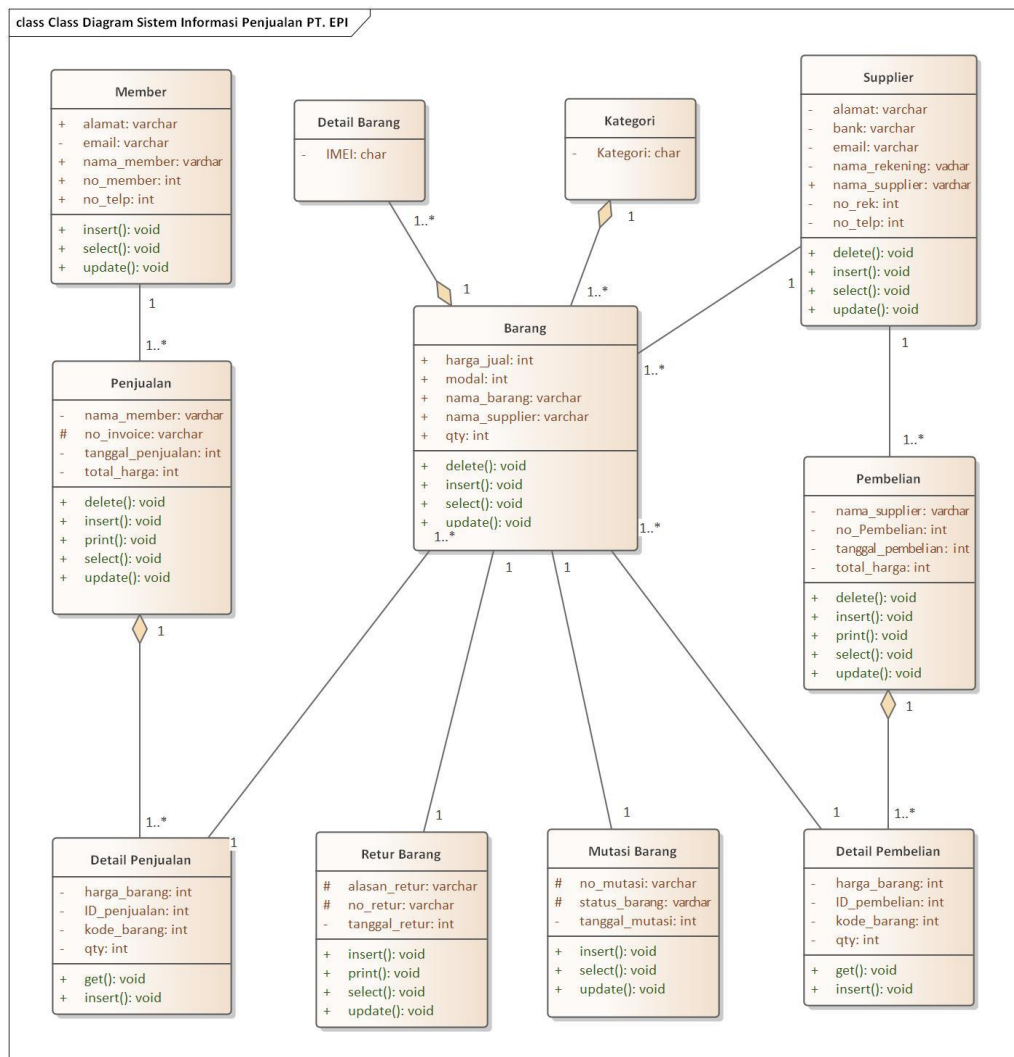 class Class Diagram Sistem Informasi Penjualan PT. EPI
Member
+ alamat: varchar
- email: varchar
+ nama_member: varchar
+ no_member: int
+ no_telp: int
+ insert(): void
+ select(): void
+ update(): void
Detail Barang
- IMEI: char
Kategori
- Kategori: char
Supplier
- alamat: varchar
- bank: varchar
- email: varchar
- nama_rekening: vachar
+ nama_supplier: varchar
- no_rek: int
- no_telp: int
+ delete(): void
+ insert(): void
+ select(): void
+ update(): void
1..*
1
1
1..*
1
1..*
1
1..*
1
1..*
Penjualan
- nama_member: varchar
# no_invoice: varchar
- tanggal_penjualan: int
- total_harga: int
+ delete(): void
+ insert(): void
+ print(): void
+ select(): void
+ update(): void
Barang
+ harga_jual: int
+ modal: int
+ nama_barang: varchar
+ nama_supplier: varchar
+ qty: int
+ delete(): void
+ insert(): void
+ select(): void
+ update(): void
Pembelian
- nama_supplier: varchar
- no_Pembelian: int
- tanggal_pembelian: int
- total_harga: int
+ delete(): void
+ insert(): void
+ print(): void
+ select(): void
+ update(): void
1..*
1..*
1
1
1
1
1..*
1
1
1
1
1..*
Detail Penjualan
- harga_barang: int
- ID_penjualan: int
- kode_barang: int
- qty: int
+ get(): void
+ insert(): void
Retur Barang
# alasan_retur: varchar
# no_retur: varchar
- tanggal_retur: int
+ insert(): void
+ print(): void
+ select(): void
+ update(): void
Mutasi Barang
# no_mutasi: varchar
# status_barang: varchar
- tanggal_mutasi: int
+ insert(): void
+ select(): void
+ update(): void
Detail Pembelian
- harga_barang: int
- ID_pembelian: int
- kode_barang: int
- qty: int
+ get(): void
+ insert(): void